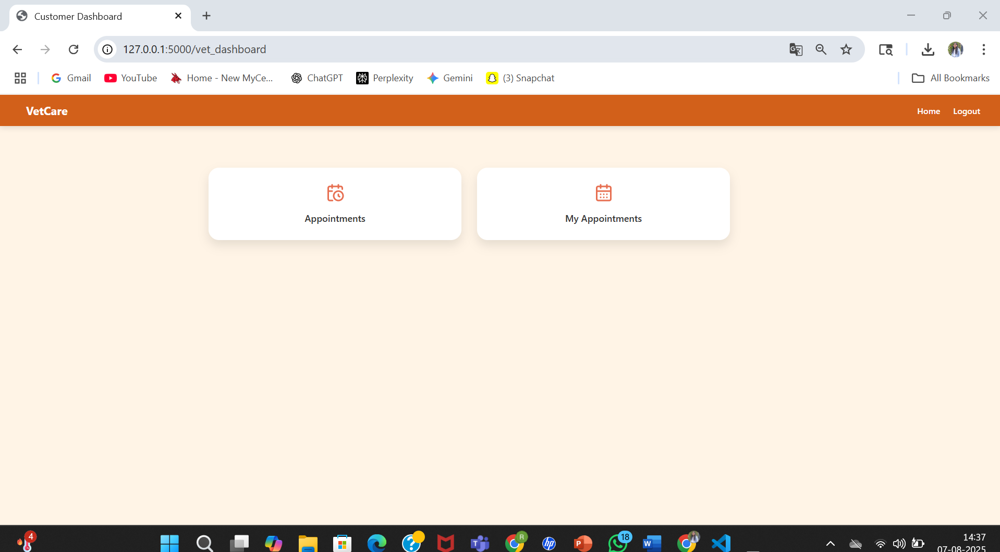 Customer Dashboard
127.0.0.1:5000/vet_dashboard
Gmail YouTube Home - New MyCe... ChatGPT Perplexity Gemini (3) Snapchat All Bookmarks
VetCare Home Logout
Appointments My Appointments
4 R 18 14:37
07-08-2025